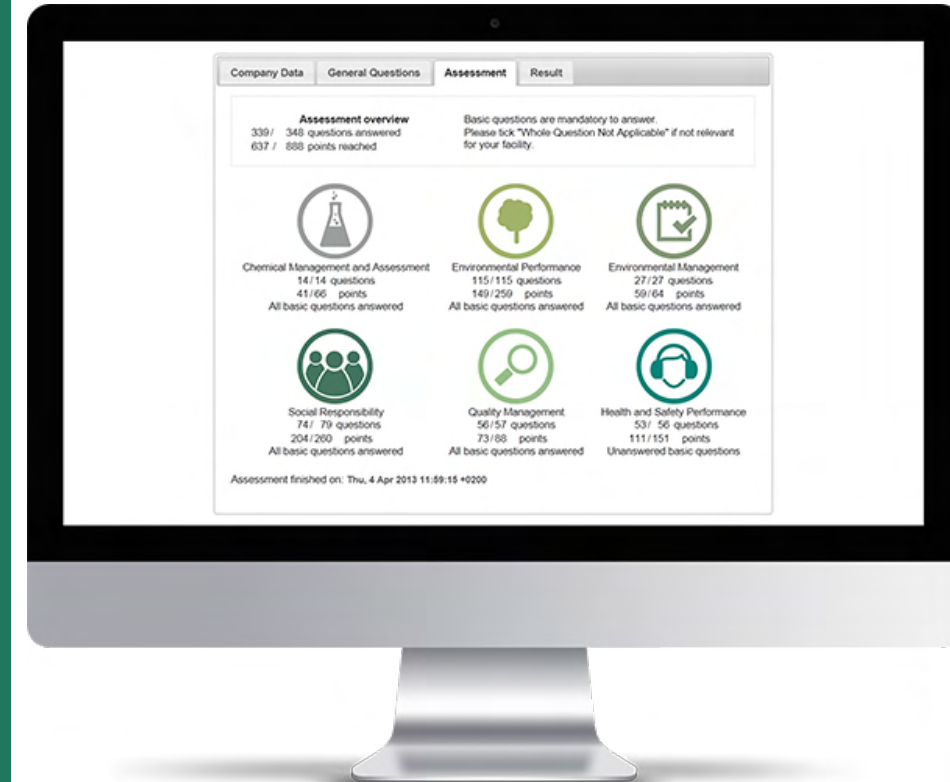 Company Data General Questions Assessment Result
Assessment overview
339/ 348 questions answered
637 / 888 points reached
Basic questions are mandatory to answer.
Please tick "Whole Question Not Applicable" if not relevant
for your facility.
Chemical Management and Assessment
14/14 questions
41/66 points
All basic questions answered
Environmental Performance
115/115 questions
149/259 points
All basic questions answered
Environmental Management
27/27 questions
59/64 points
All basic questions answered
Social Responsibility
74/ 79 questions
204/260 points
All basic questions answered
Quality Management
56/57 questions
73/88 points
All basic questions answered
Health and Safety Performance
53/ 56 questions
111/151 points
Unanswered basic questions
Assessment finished on: Thu, 4 Apr 2013 11:59:15 +0200